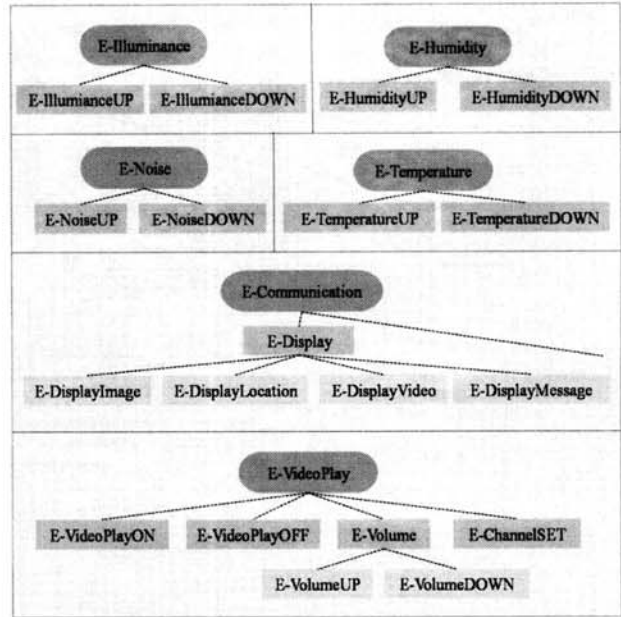 E-Illuminance
E-IllumianceUP
E-IllumianceDOWN
E-Humidity
E-HumidityUP
E-HumidityDOWN
E-Noise
E-NoiseUP
E-NoiseDOWN
E-Temperature
E-TemperatureUP
E-TemperatureDOWN
E-Communication
E-Display
E-DisplayImage
E-DisplayLocation
E-DisplayVideo
E-DisplayMessage
E-VideoPlay
E-VideoPlayON
E-VideoPlayOFF
E-Volume
E-ChannelSET
E-VolumeUP
E-VolumeDOWN